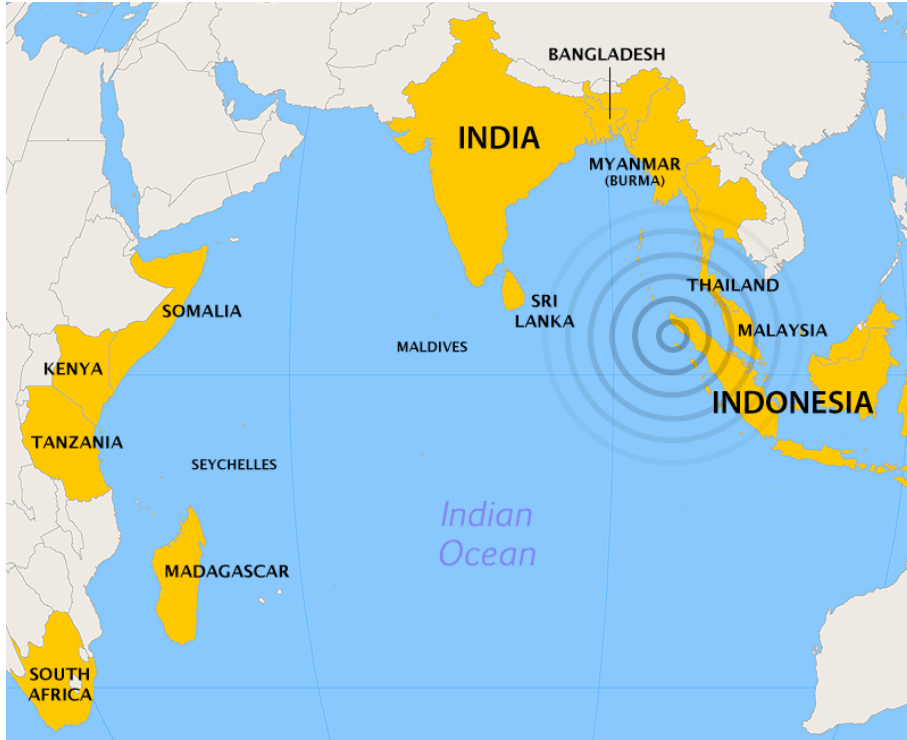 BANGLADESH
INDIA
MYANMAR
(BURMA)
THAILAND
SRI
LANKA
SOMALIA
MALAYSIA
MALDIVES
KENYA
INDONESIA
TANZANIA
SEYCHELLES
Indian
Ocean
MADAGASCAR
SOUTH
AFRICA